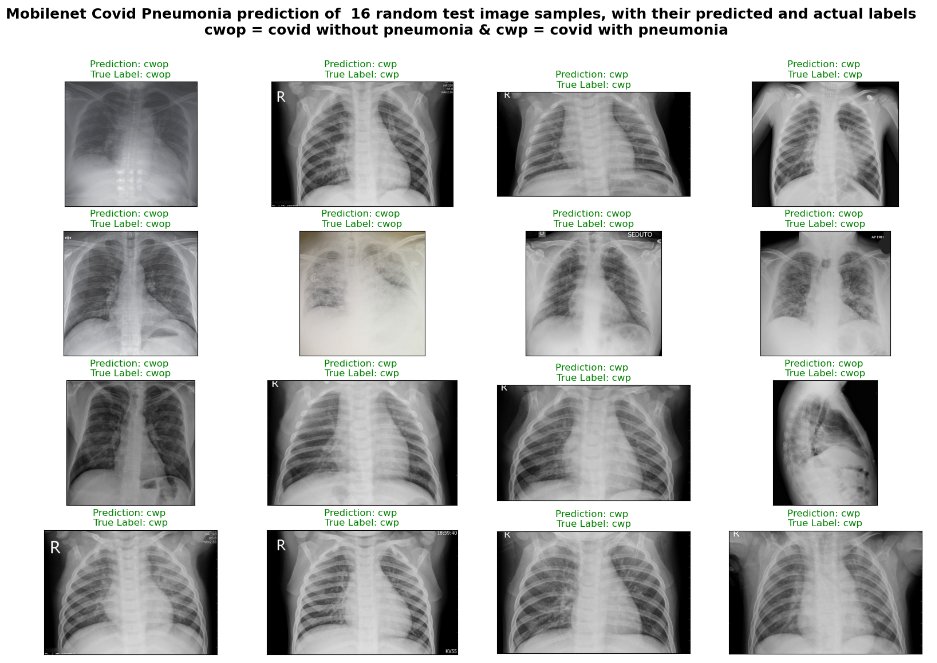 Mobilenet Covid Pneumonia prediction of  16 random test image samples, with their predicted and actual labels
cwop = covid without pneumonia & cwp = covid with pneumonia
Prediction: cwop
True Label: cwop
Prediction: cwp
True Label: cwp
R
Prediction: cwp
True Label: cwp
R
Prediction: cwp
True Label: cwp
Prediction: cwop
True Label: cwop
Prediction: cwop
True Label: cwop
Prediction: cwop
True Label: cwop
SEDUTO
Prediction: cwop
True Label: cwop
Prediction: cwop
True Label: cwop
Prediction: cwp
True Label: cwp
R
Prediction: cwp
True Label: cwp
R
Prediction: cwop
True Label: cwop
Prediction: cwp
True Label: cwp
R
Prediction: cwp
True Label: cwp
R
Prediction: cwp
True Label: cwp
R
Prediction: cwp
True Label: cwp
R